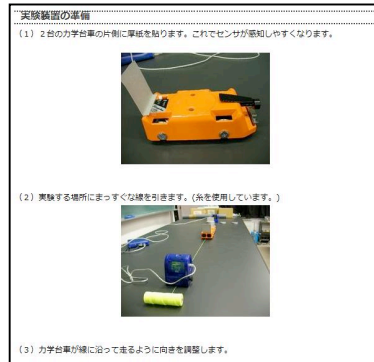 実験装置の準備
(1)2台の力学台車の片側に厚紙を貼ります。これでセンサが感知しやすくなります。
(2)実験する場所にまっすぐな線を引きます。(糸を使用しています。)
(3)力学台車が線に沿って走るように向きを調整します。